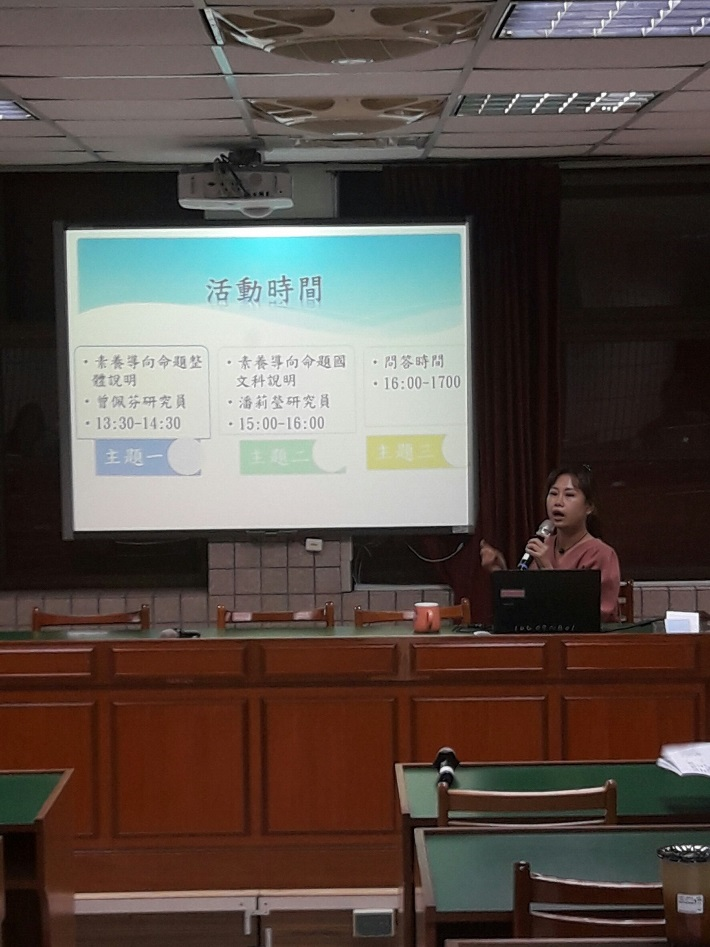 活動時間
・素養導向命題整
體說明
・曾佩芬研究員
・13:30-14:30
主題一
・素養導向命題國
文科說明
・潘莉瑩研究員
・15:00-16:00
主題二
・問答時間
・16:00-1700
主題三